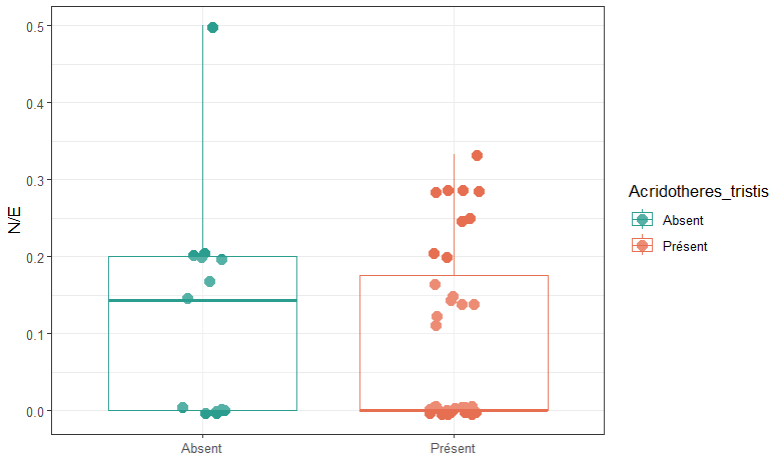 0.5
0.4
0.3
0.2
0.1
0.0
N/E
Absent
Présent
Acridotheres_tristis
Absent
Présent